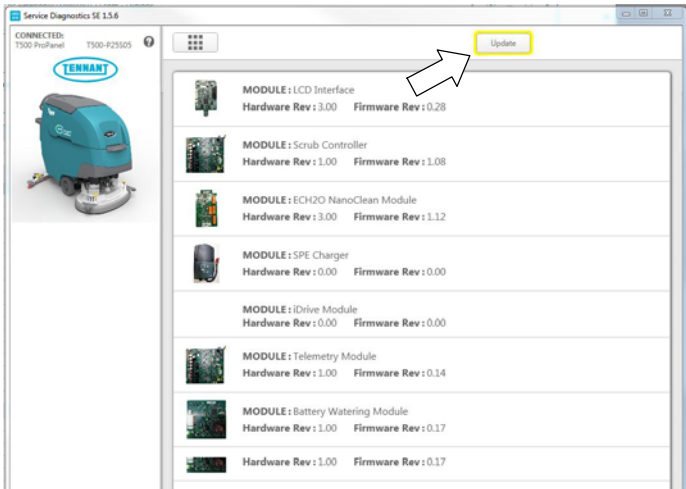 Service Diagnostics SE 1.5.6
CONNECTED:
T500 ProPanel T500-P25S05
TENNANT
Update
MODULE : LCD Interface
Hardware Rev : 3.00 Firmware Rev : 0.28
MODULE : Scrub Controller
Hardware Rev : 1.00 Firmware Rev : 1.08
MODULE : ECH2O NanoClean Module
Hardware Rev : 3.00 Firmware Rev : 1.12
MODULE : SPE Charger
Hardware Rev : 0.00 Firmware Rev : 0.00
MODULE : iDrive Module
Hardware Rev : 0.00 Firmware Rev : 0.00
MODULE : Telemetry Module
Hardware Rev : 1.00 Firmware Rev : 0.14
MODULE : Battery Watering Module
Hardware Rev : 1.00 Firmware Rev : 0.17
Hardware Rev : 1.00 Firmware Rev : 0.17